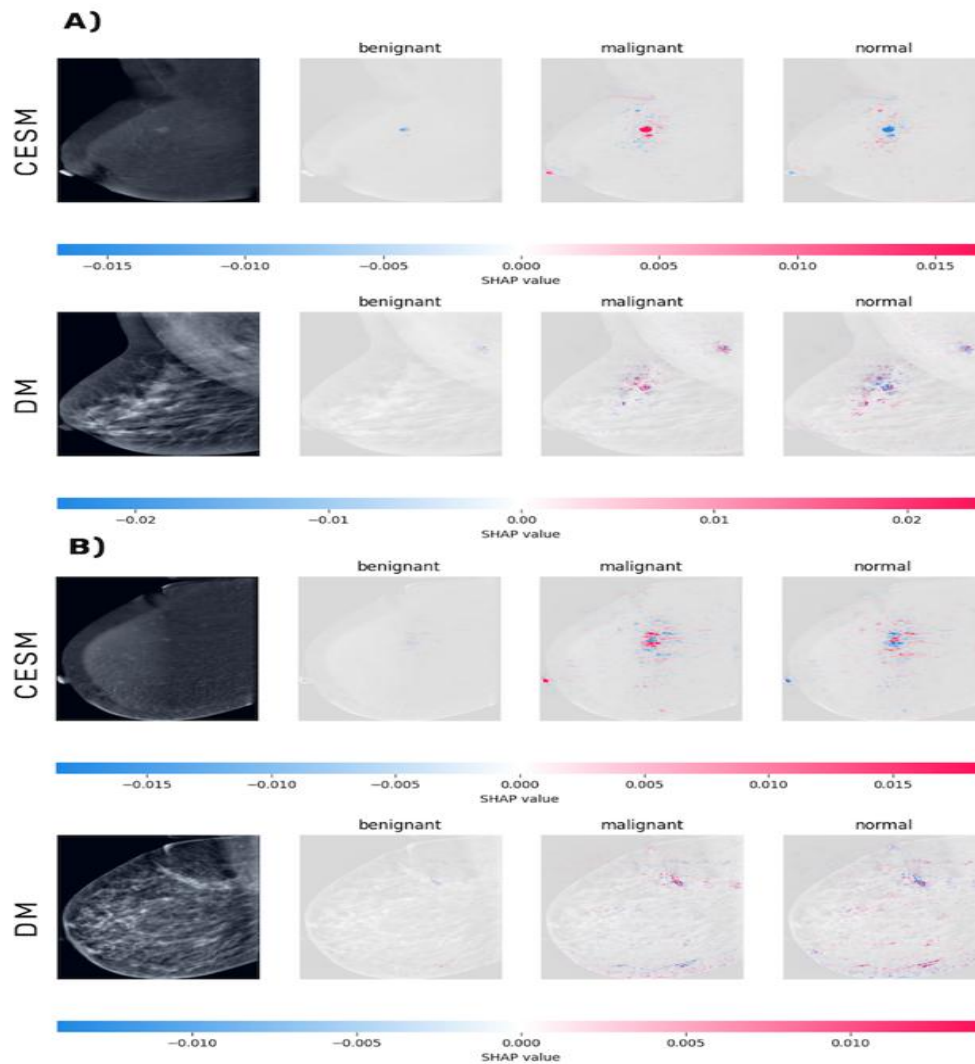 A)
benignant malignant normal
CESM
−0.015 −0.010 −0.005 0.000 0.005 0.010 0.015
SHAP value
benignant malignant normal
DM
−0.02 −0.01 0.00 0.01 0.02
SHAP value
B)
benignant malignant normal
CESM
−0.015 −0.010 −0.005 0.000 0.005 0.010 0.015
SHAP value
benignant malignant normal
DM
−0.010 −0.005 0.000 0.005 0.010
SHAP value